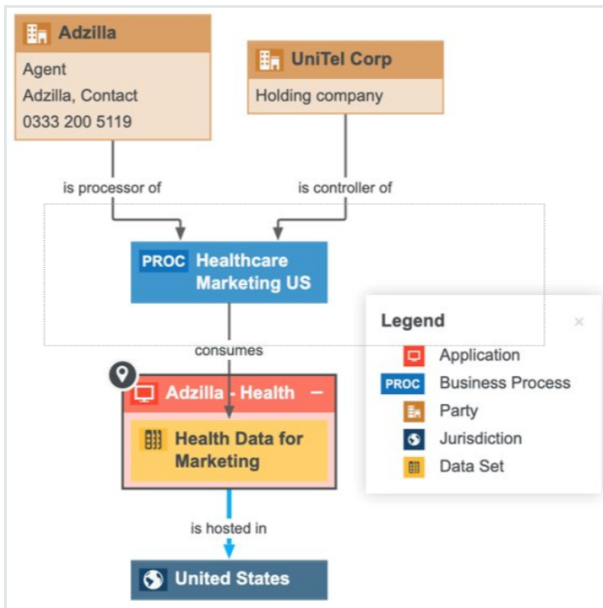 Adzilla
Agent
Adzilla, Contact
0333 200 5119
UniTel Corp
Holding company
is processor of
is controller of
PROC Healthcare
Marketing US
consumes
Adzilla - Health
Health Data for
Marketing
is hosted in
United States
Legend
Application
PROC Business Process
Party
Jurisdiction
Data Set